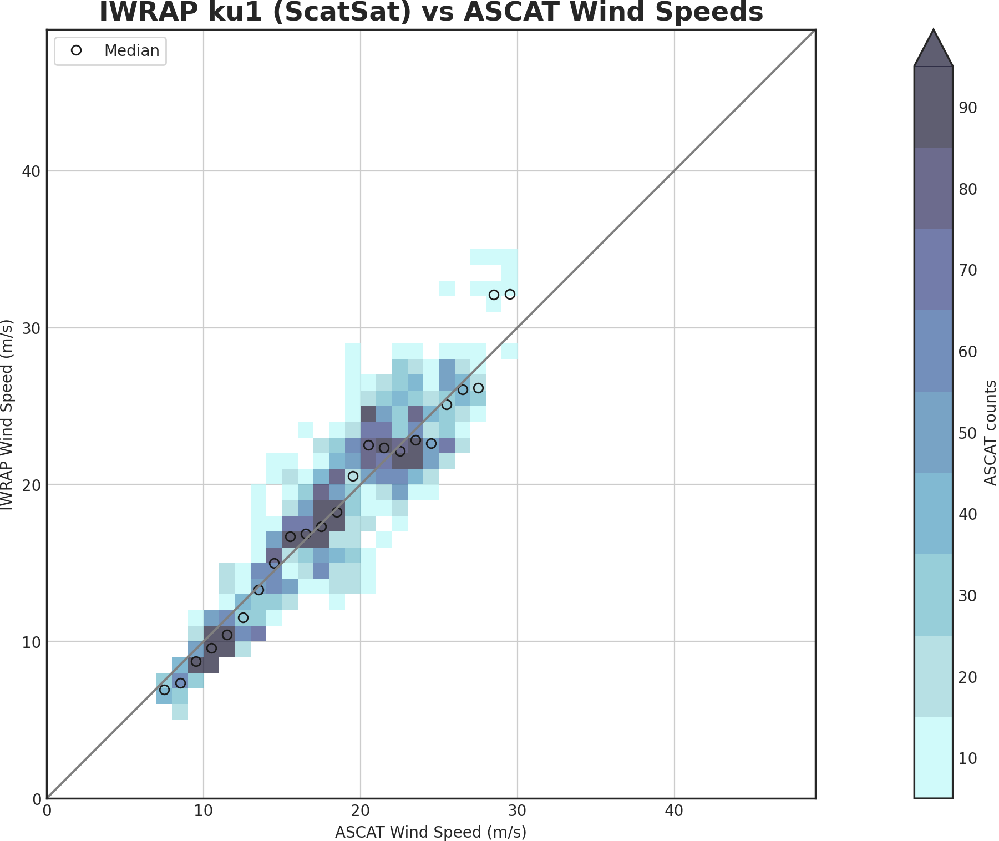 IWRAP ku1 (ScatSat) vs ASCAT Wind Speeds
Median
40
30
20
10
0
IWRAP Wind Speed (m/s)
0 10 20 30 40
ASCAT Wind Speed (m/s)
90
80
70
60
50
40
30
20
10
ASCAT counts